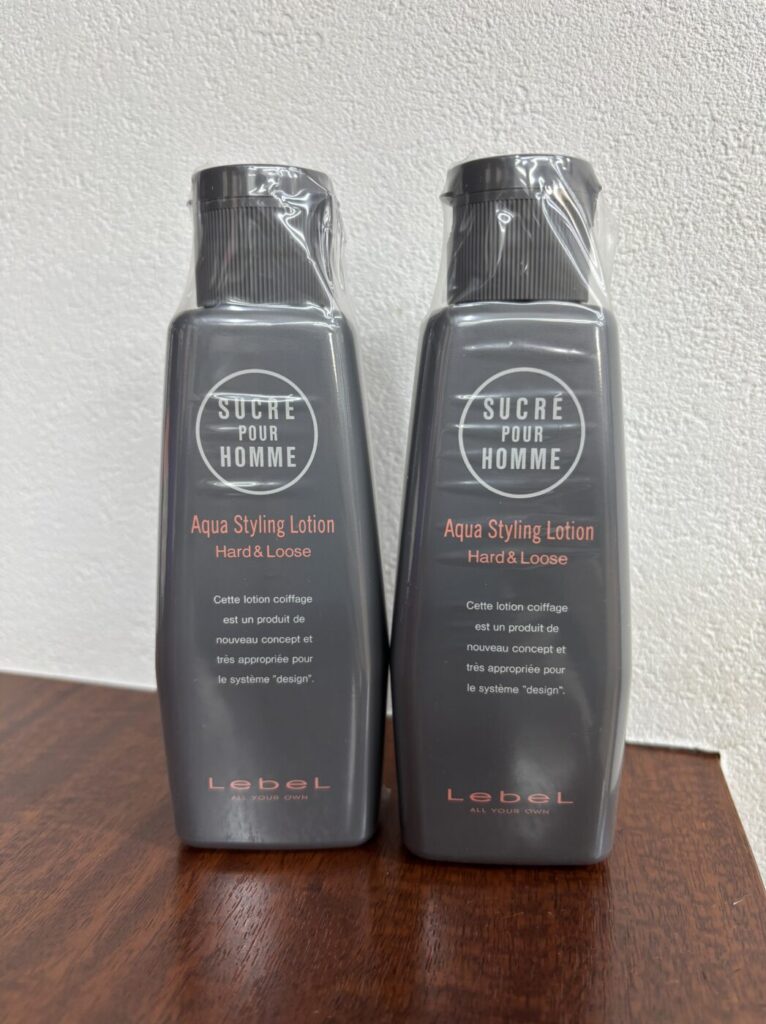 SUCRÉ
POUR
HOMME
Aqua Styling Lotion
Hard & Loose
Cette lotion coiffage
est un produit de
nouveau concept et
très appropriée pour
le système "design".
LebeL
ALL YOUR OWN
SUCRÉ
POUR
HOMME
Aqua Styling Lotion
Hard & Loose
Cette lotion coiffage
est un produit de
nouveau concept et
très appropriée pour
le système "design".
LebeL
ALL YOUR OWN